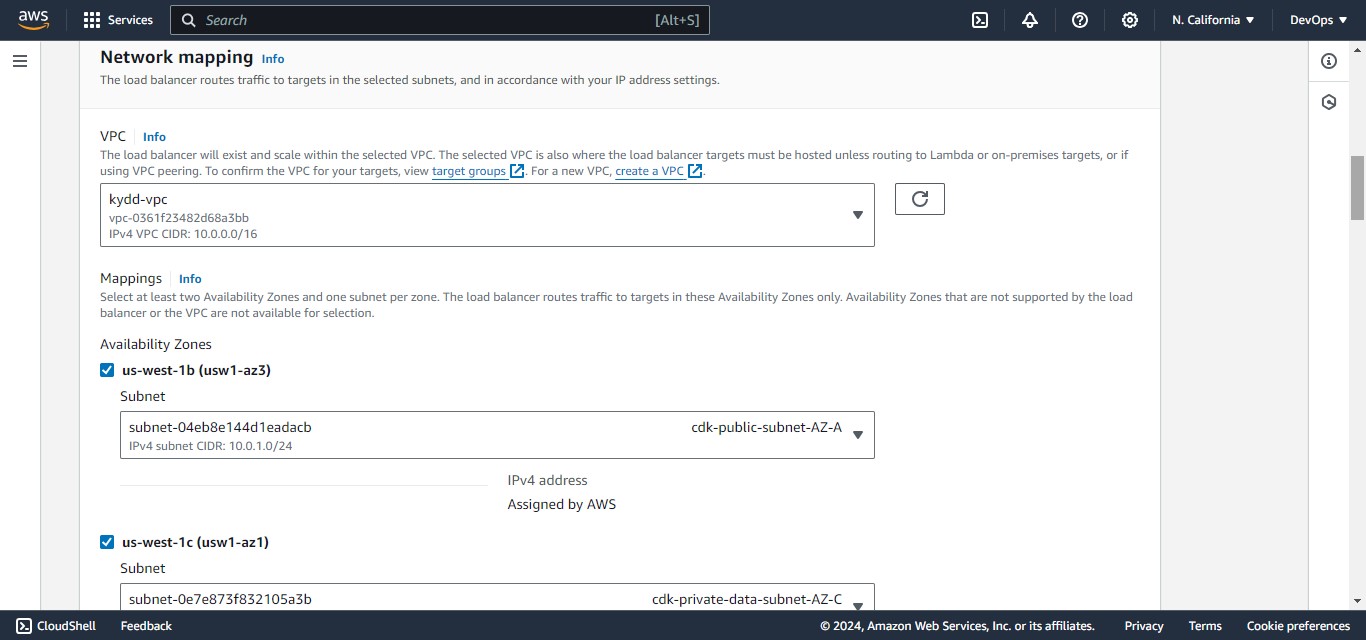 aws
Services
Search
[Alt+S]
N. California
DevOps
Network mapping Info
The load balancer routes traffic to targets in the selected subnets, and in accordance with your IP address settings.
VPC Info
The load balancer will exist and scale within the selected VPC. The selected VPC is also where the load balancer targets must be hosted unless routing to Lambda or on-premises targets, or if
using VPC peering. To confirm the VPC for your targets, view target groups. For a new VPC, create a VPC.
kydd-vpc
vpc-0361f23482d68a3bb
IPv4 VPC CIDR: 10.0.0.0/16
Mappings Info
Select at least two Availability Zones and one subnet per zone. The load balancer routes traffic to targets in these Availability Zones only. Availability Zones that are not supported by the load
balancer or the VPC are not available for selection.
Availability Zones
us-west-1b (usw1-az3)
Subnet
subnet-04eb8e144d1eadacb cdk-public-subnet-AZ-A
IPv4 subnet CIDR: 10.0.1.0/24
IPv4 address
Assigned by AWS
us-west-1c (usw1-az1)
Subnet
subnet-0e7e873f832105a3b cdk-private-data-subnet-AZ-C
CloudShell Feedback © 2024, Amazon Web Services, Inc. or its affiliates. Privacy Terms Cookie preferences